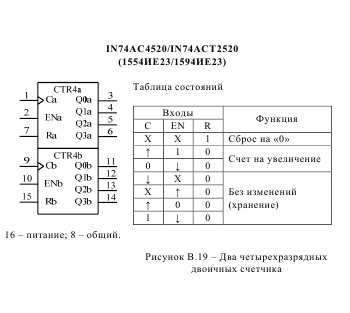 IN74AC4520/IN74ACT2520
(1554ИЕ23/1594ИЕ23)
CTR4a
1 Ca Q0a 3
2 ENa Q1a 4
Q2a 5
7 Ra Q3a 6
CTR4b
9 Cb Q0b 11
10 ENb Q1b 12
Q2b 13
15 Rb Q3b 14
16 – питание; 8 – общий.
Таблица состояний
Входы Функция
C EN R
X X 1 Сброс на «0»
↑ 1 0 Счет на увеличение
0 ↓ 0
↓ X 0 Без изменений
X ↑ 0 (хранение)
↑ 0 0
1 ↓ 0
Рисунок В.19 – Два четырехразрядных
двоичных счетчика